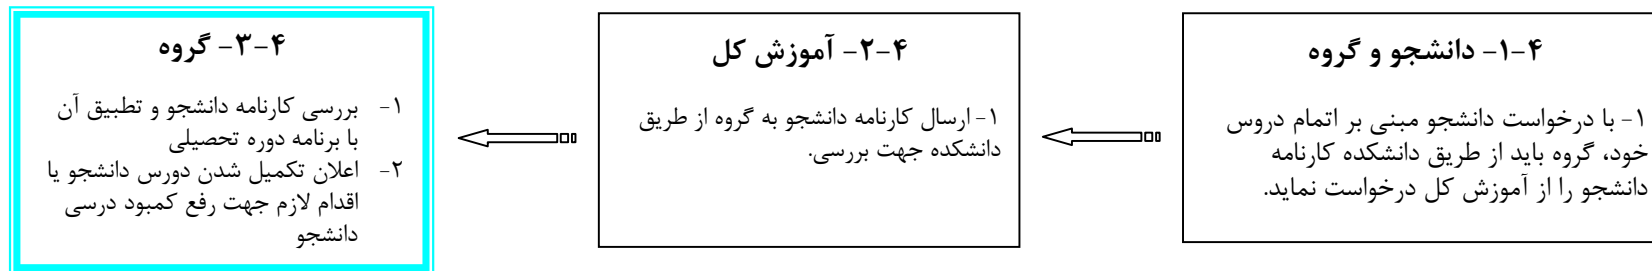 ۴-۱- دانشجو و گروه
۱- با درخواست دانشجو مبنی بر اتمام دروس
خود، گروه باید از طریق دانشکده کارنامه
دانشجو را از آموزش کل درخواست نماید.
۴-۲- آموزش کل
۱- ارسال کارنامه دانشجو به گروه از طریق
دانشکده جهت بررسی.
۴-۳- گروه
۱- بررسی کارنامه دانشجو و تطبیق آن
با برنامه دوره تحصیلی
۲- اعلان تکمیل شدن دورس دانشجو یا
اقدام لازم جهت رفع کمبود درسی
دانشجو